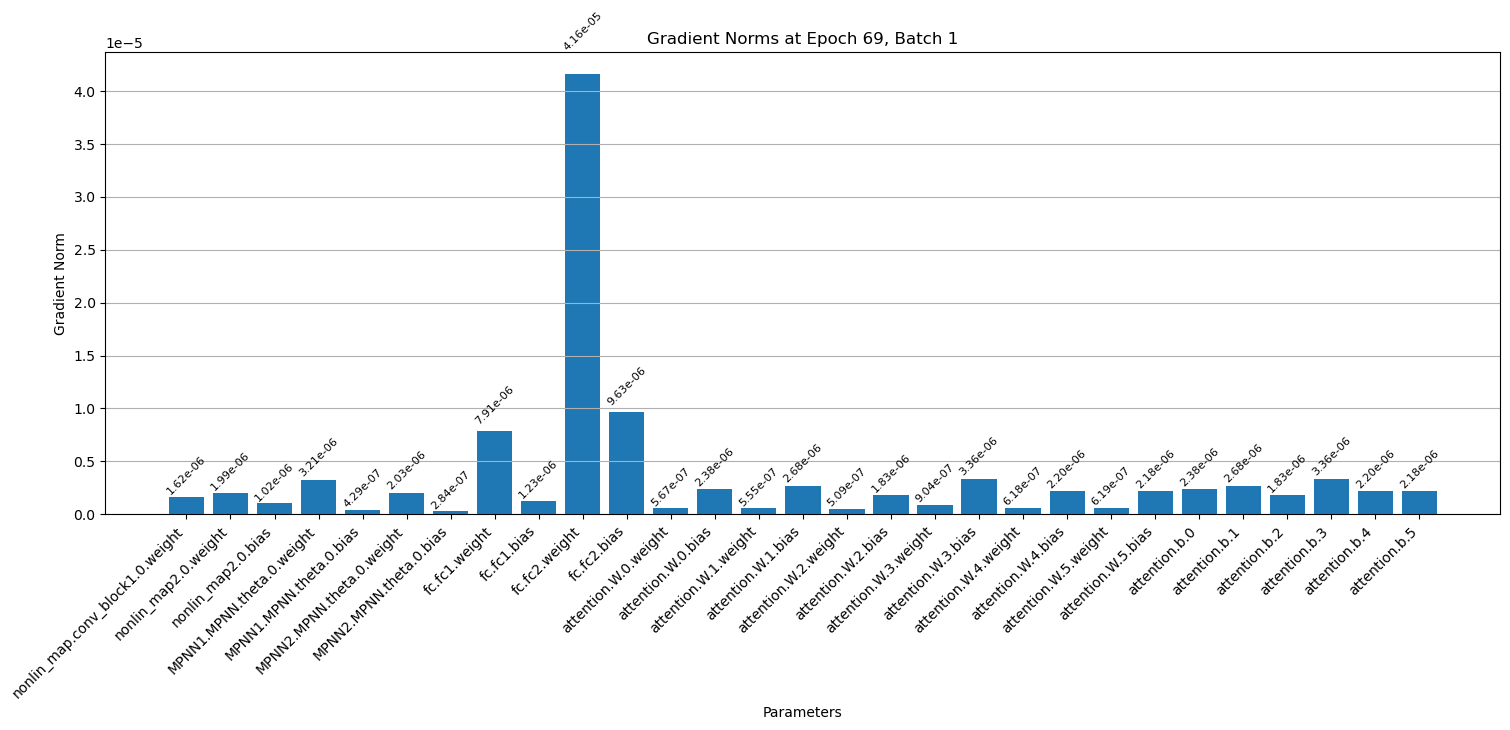 Gradient Norms at Epoch 69, Batch 1
1e−5
Gradient Norm
4.0
3.5
3.0
2.5
2.0
1.5
1.0
0.5
0.0
1.62e-06
1.99e-06
1.02e-06
3.21e-06
4.29e-07
2.03e-06
2.84e-07
7.91e-06
1.23e-06
4.16e-05
9.63e-06
5.67e-07
2.38e-06
5.55e-07
2.68e-06
5.09e-07
1.83e-06
9.04e-07
3.36e-06
6.18e-07
2.20e-06
6.19e-07
2.18e-06
2.38e-06
2.68e-06
1.83e-06
3.36e-06
2.20e-06
2.18e-06
nonlin_map.conv_block1.0.weight
nonlin_map2.0.weight
nonlin_map2.0.bias
MPNN1.MPNN.theta.0.weight
MPNN1.MPNN.theta.0.bias
MPNN2.MPNN.theta.0.weight
MPNN2.MPNN.theta.0.bias
fc.fc1.weight
fc.fc1.bias
fc.fc2.weight
fc.fc2.bias
attention.W.0.weight
attention.W.0.bias
attention.W.1.weight
attention.W.1.bias
attention.W.2.weight
attention.W.2.bias
attention.W.3.weight
attention.W.3.bias
attention.W.4.weight
attention.W.4.bias
attention.W.5.weight
attention.W.5.bias
attention.b.0
attention.b.1
attention.b.2
attention.b.3
attention.b.4
attention.b.5
Parameters